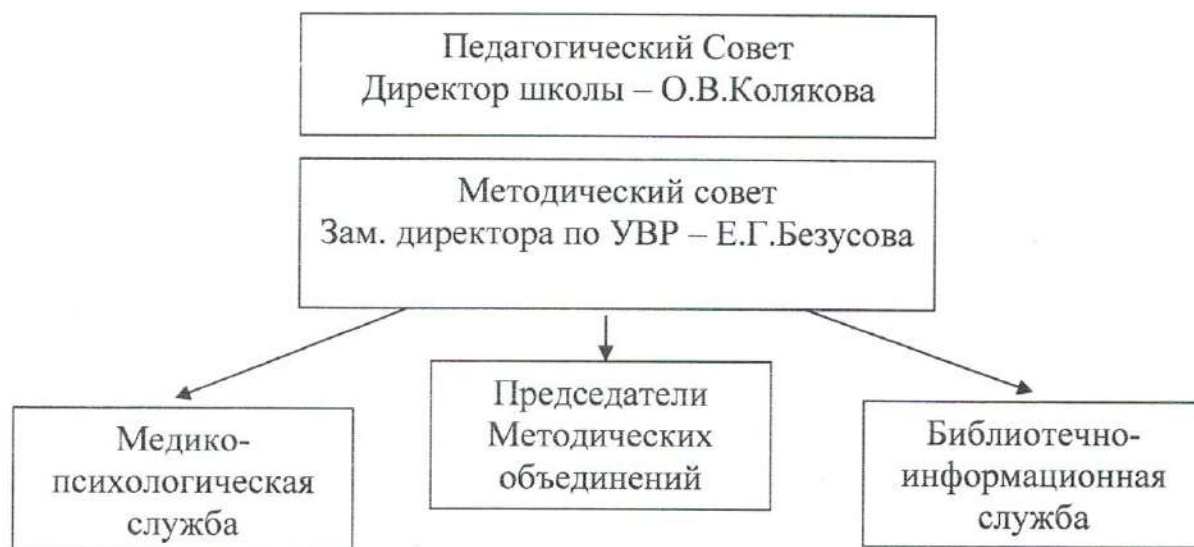 Педагогический Совет
Директор школы – О.В.Колякова
Методический совет
Зам. директора по УВР – Е.Г.Безусова
Медико-
психологическая
служба
Председатели
Методических
объединений
Библиотечно-
информационная
служба